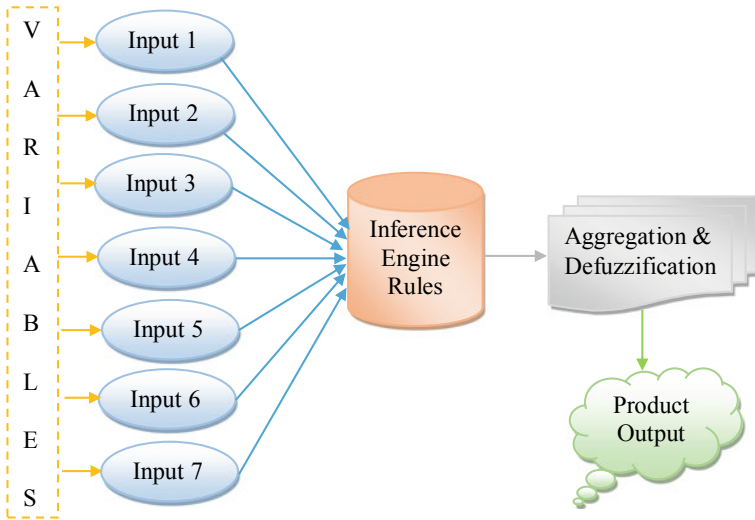 V
A
R
I
A
B
L
E
S
Input 1
Input 2
Input 3
Input 4
Input 5
Input 6
Input 7
Inference
Engine
Rules
Aggregation &
Defuzzification
Product
Output